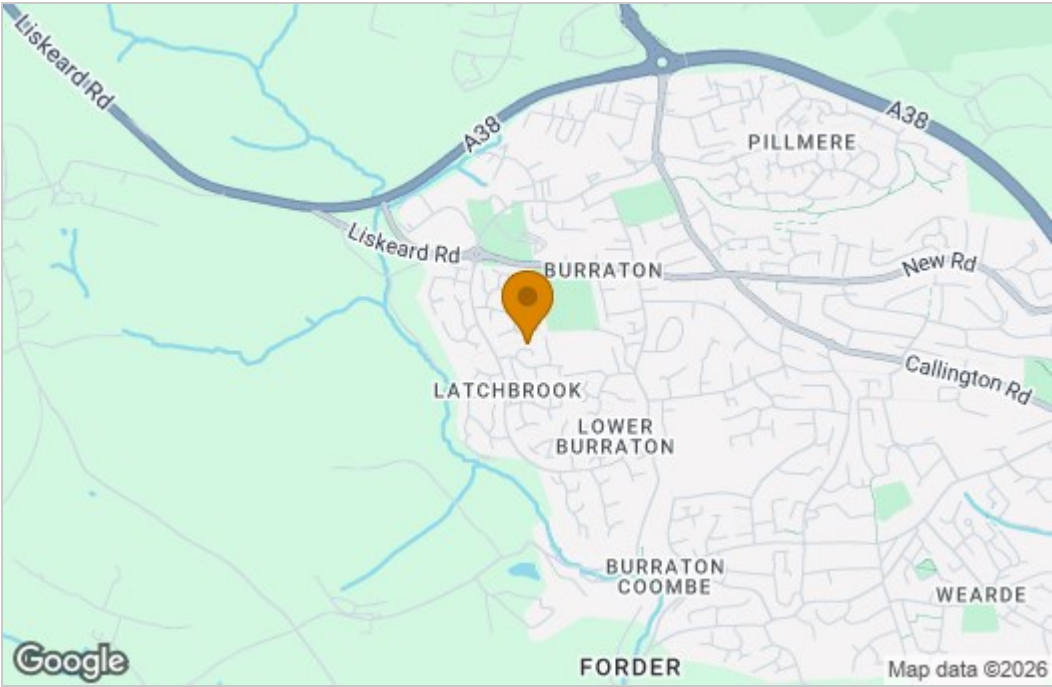 Liskeard Rd
A38
A38
PILLMERE
Liskeard Rd
BURRATON
New Rd
Callington Rd
LATCHBROOK
LOWER
BURRATON
BURRATON
COOMBE
WEARDE
FORDER
Google
Map data ©2026